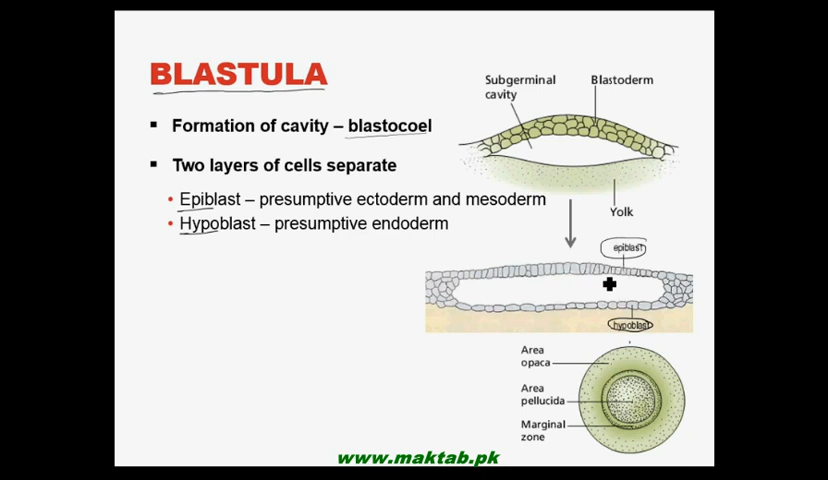 BLASTULA
▪ Formation of cavity – blastocoel
▪ Two layers of cells separate
• Epiblast – presumptive ectoderm and mesoderm
• Hypoblast – presumptive endoderm
Subgerminal
cavity
Blastoderm
Yolk
epiblast
hypoblast
Area
opaca
Area
pellucida
Marginal
zone
www.maktab.pk